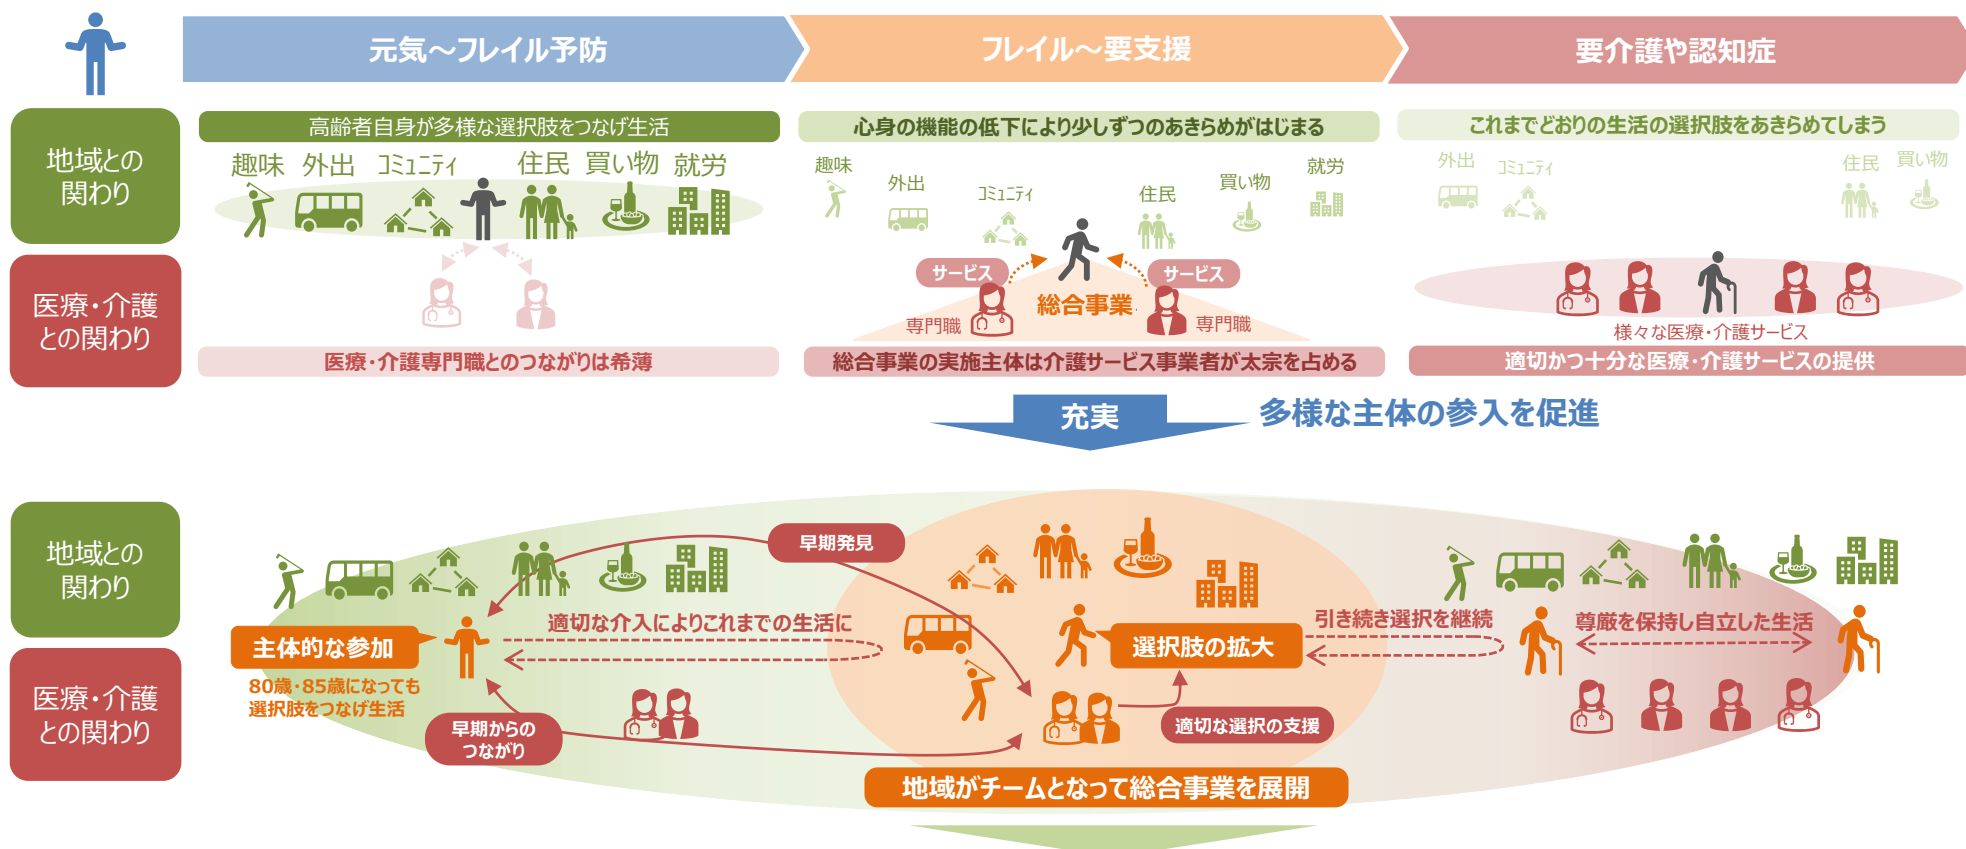 元気～フレイル予防
フレイル～要支援
要介護や認知症
地域との
関わり
高齢者自身が多様な選択肢をつなげ生活
趣味
外出
コミュニティ
住民
買い物
就労
心身の機能の低下により少しずつのあきらめがはじまる
趣味
外出
コミュニティ
住民
買い物
就労
これまでどおりの生活の選択肢をあきらめてしまう
外出
コミュニティ
住民
買い物
医療・介護
との関わり
医療・介護専門職とのつながりは希薄
サービス
サービス
総合事業
専門職
専門職
総合事業の実施主体は介護サービス事業者が太宗を占める
様々な医療・介護サービス
適切かつ十分な医療・介護サービスの提供
充実
多様な主体の参入を促進
地域との
関わり
医療・介護
との関わり
早期発見
適切な介入によりこれまでの生活に
主体的な参加
80歳・85歳になっても
選択肢をつなげ生活
早期からの
つながり
選択肢の拡大
適切な選択の支援
引き続き選択を継続
尊厳を保持し自立した生活
地域がチームとなって総合事業を展開